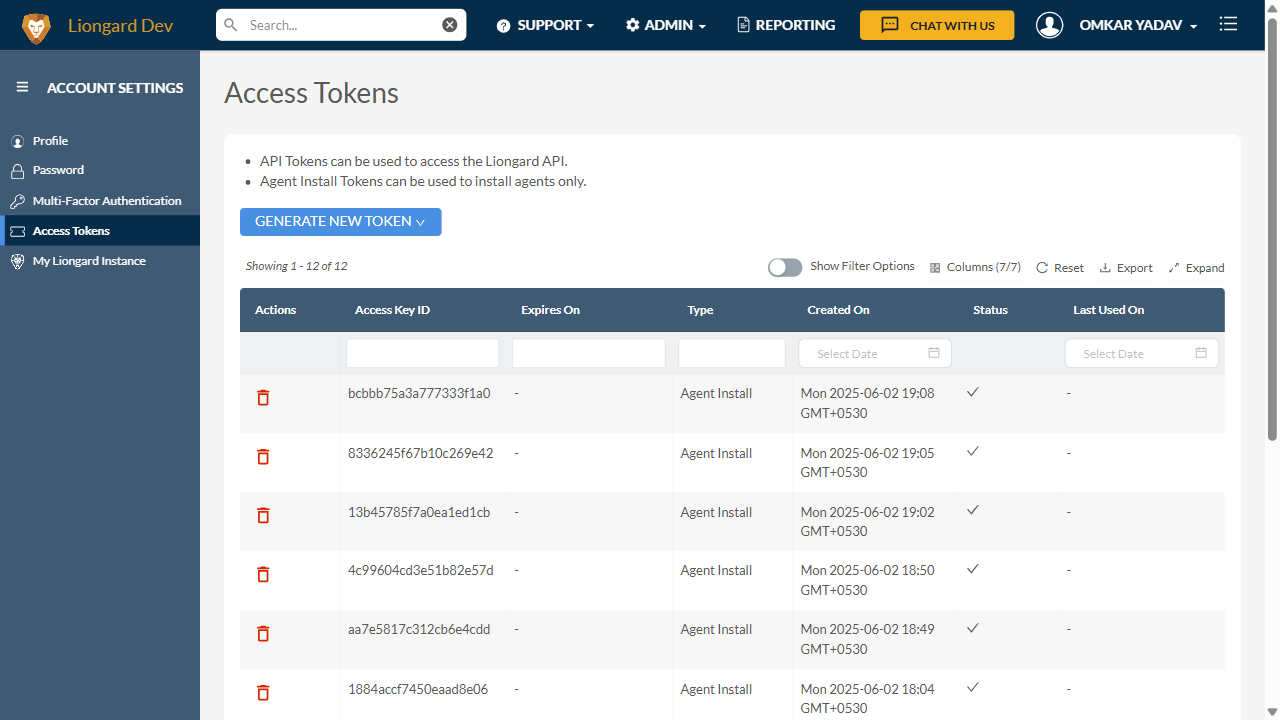 Liongard Dev
Search...
SUPPORT
ADMIN
REPORTING
CHAT WITH US
OMKAR YADAV
ACCOUNT SETTINGS
Profile
Password
Multi-Factor Authentication
Access Tokens
My Liongard Instance
Access Tokens
• API Tokens can be used to access the Liongard API.
• Agent Install Tokens can be used to install agents only.
GENERATE NEW TOKEN
Showing 1 - 12 of 12
Show Filter Options
Columns (7/7)
Reset
Export
Expand
Actions Access Key ID Expires On Type Created On Status Last Used On
Select Date Select Date
bcbbb75a3a777333f1a0 - Agent Install Mon 2025-06-02 19:08 -
GMT+0530
8336245f67b10c269e42 - Agent Install Mon 2025-06-02 19:05 -
GMT+0530
13b45785f7a0ea1ed1cb - Agent Install Mon 2025-06-02 19:02 -
GMT+0530
4c99604cd3e51b82e57d - Agent Install Mon 2025-06-02 18:50 -
GMT+0530
aa7e5817c312cb6e4cdd - Agent Install Mon 2025-06-02 18:49 -
GMT+0530
1884accf7450eaad8e06 - Agent Install Mon 2025-06-02 18:04 -
GMT+0530